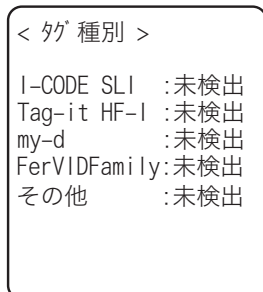 < ﾀｸﾞ種別 >
I-CODE SLI :未検出
Tag-it HF-I :未検出
my-d :未検出
FerVIDFamily:未検出
その他 :未検出